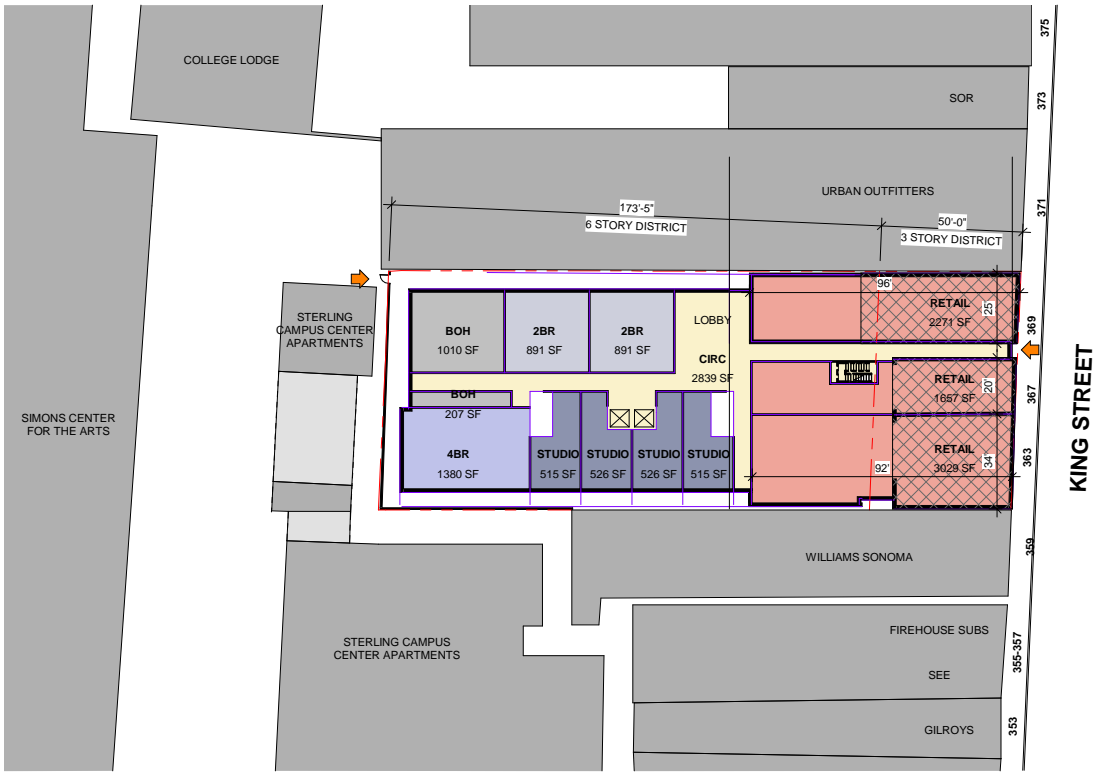 375
COLLEGE LODGE
SOR
373
URBAN OUTFITTERS
371
173'-5"
6 STORY DISTRICT
50'-0"
3 STORY DISTRICT
96'
STERLING
CAMPUS CENTER
APARTMENTS
BOH
1010 SF
2BR
891 SF
2BR
891 SF
LOBBY
CIRC
2839 SF
RETAIL
2271 SF
25'
369
RETAIL
1657 SF
20'
367
BOH
207 SF
4BR
1380 SF
STUDIO
515 SF
STUDIO
526 SF
STUDIO
526 SF
STUDIO
515 SF
92'
RETAIL
3029 SF
34'
363
KING STREET
SIMONS CENTER
FOR THE ARTS
WILLIAMS SONOMA
359
STERLING CAMPUS
CENTER APARTMENTS
FIREHOUSE SUBS
SEE
355-357
GILROYS
353